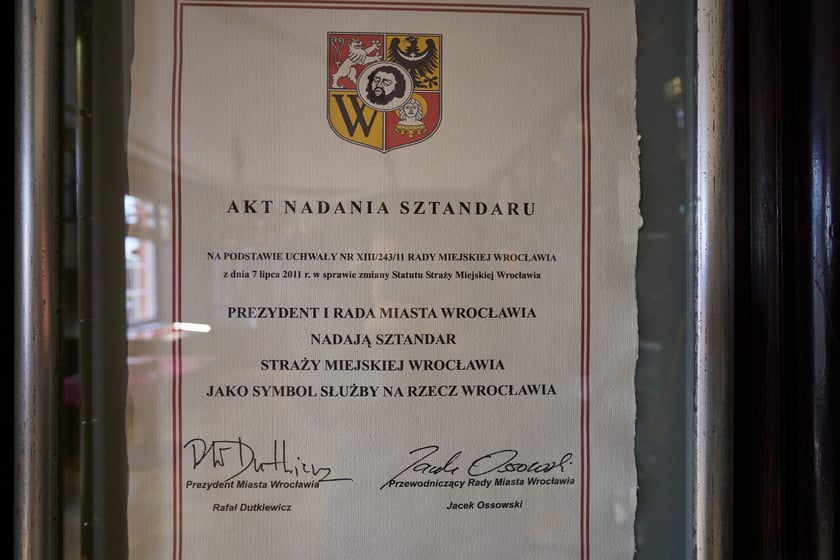 W
AKT NADANIA SZTANDARU
NA PODSTAWIE UCHWAŁY NR XIII/243/11 RADY MIEJSKIEJ WROCŁAWIA
z dnia 7 lipca 2011 r. w sprawie zmiany Statutu Straży Miejskiej Wrocławia
PREZYDENT I RADA MIASTA WROCŁAWIA
NADAJĄ SZTANDAR
STRAŻY MIEJSKIEJ WROCŁAWIA
JAKO SYMBOL SŁUŻBY NA RZECZ WROCŁAWIA
Prezydent Miasta Wrocławia
Rafał Dutkiewicz
Jacek Ossowski
Przewodniczący Rady Miasta Wrocławia
Jacek Ossowski